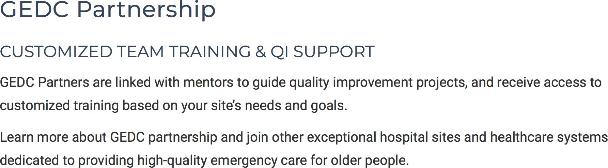 GEDC Partnership
CUSTOMIZED TEAM TRAINING & QI SUPPORT
GEDC Partners are linked with mentors to guide quality improvement projects, and receive access to
customized training based on your site's needs and goals.
Learn more about GEDC partnership and join other exceptional hospital sites and healthcare systems
dedicated to providing high-quality emergency care for older people.